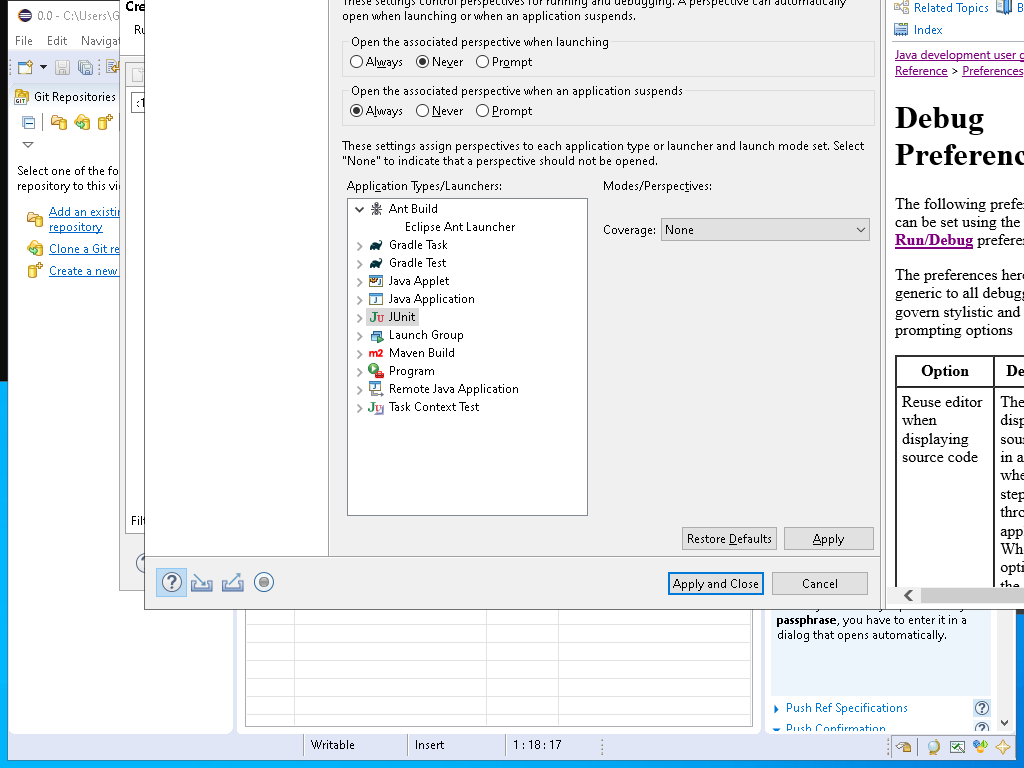 0.0 - C:\Users\G
File Edit Navigat
Git Repositories
Select one of the fo
repository to this vi
Add an existin
repository
Clone a Git re
Create a new
Cre
Ru
Filt
These settings control perspectives for running and debugging. A perspective can automatically
open when launching or when an application suspends.
Open the associated perspective when launching
Always Never Prompt
Open the associated perspective when an application suspends
Always Never Prompt
These settings assign perspectives to each application type or launcher and launch mode set. Select
"None" to indicate that a perspective should not be opened.
Application Types/Launchers:
Modes/Perspectives:
Ant Build
Eclipse Ant Launcher
Gradle Task
Gradle Test
Java Applet
Java Application
JUnit
Launch Group
Maven Build
Program
Remote Java Application
Task Context Test
Coverage: None
Restore Defaults Apply
Apply and Close Cancel
Related Topics B
Index
Java development user g
Reference > Preferences
Debug
Preferenc
The following prefer
can be set using the
Run/Debug preferen
The preferences here
generic to all debugg
govern stylistic and
prompting options
Option De
Reuse editor
when
displaying
source code
The
disp
sour
in a
whe
step
thro
app
Wh
opti
the
passphrase, you have to enter it in a
dialog that opens automatically.
Push Ref Specifications
Push Confirmation
Writable Insert 1 : 18 : 17